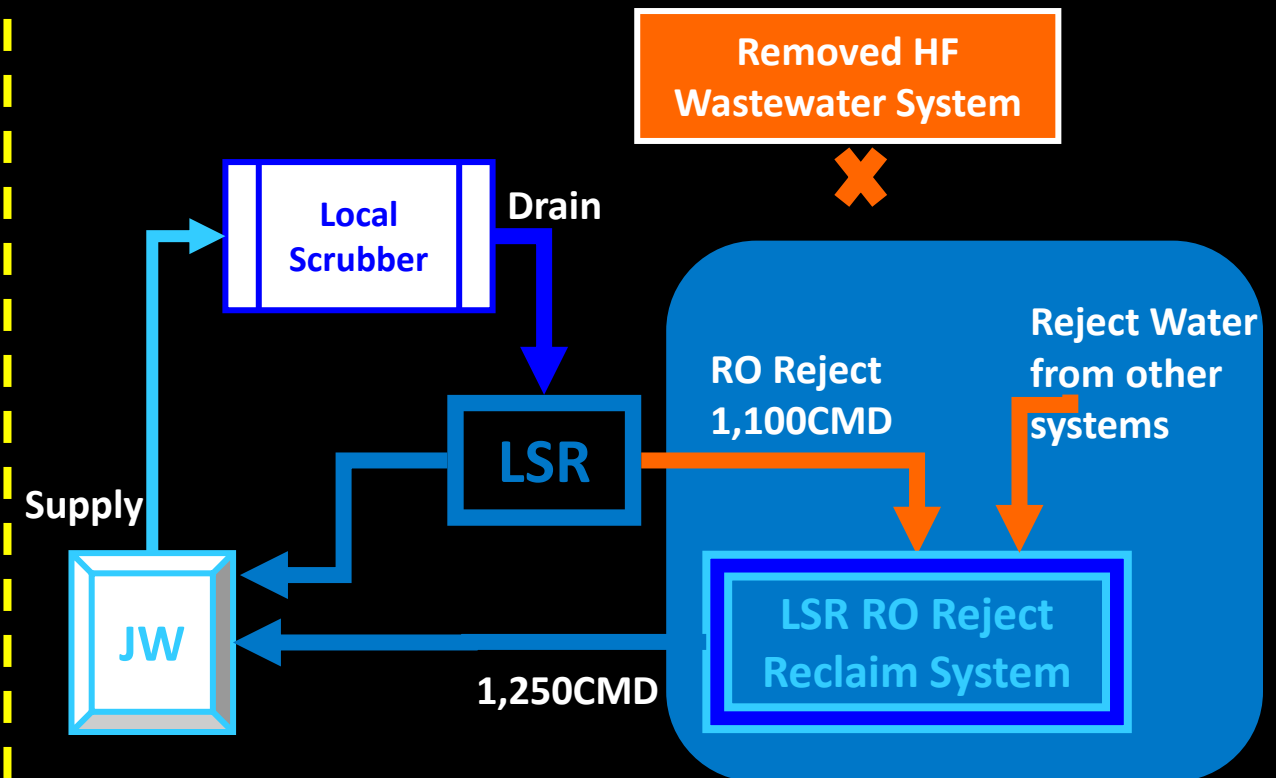 Removed HF
Wastewater System
Local
Scrubber
Drain
Reject Water
from other
systems
RO Reject
1,100CMD
LSR
Supply
JW
LSR RO Reject
Reclaim System
1,250CMD